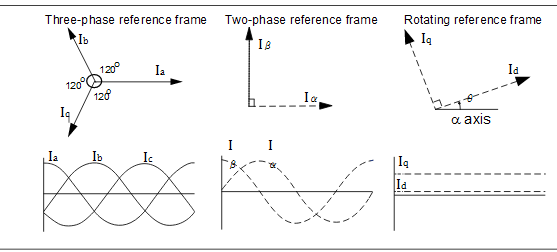 Three-phase reference frame Two-phase reference frame Rotating reference frame
Ib
120°
Ia
120°
120°
Iq
Iβ
Iα
Iq
Id
θ
α axis
Ia Ib Ic
I I
β α
Iq
Id